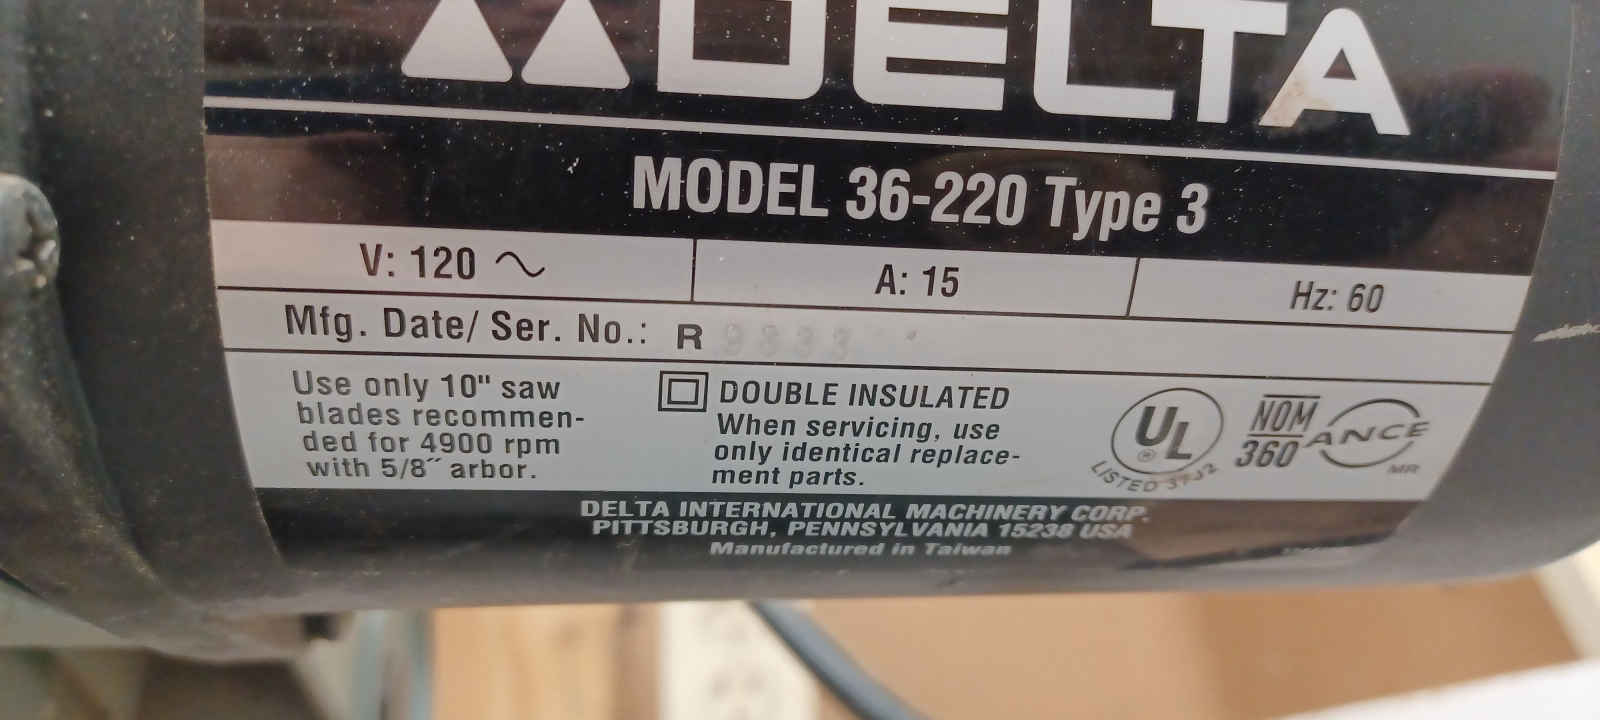 DELTA
MODEL 36-220 Type 3
V: 120 ∿
A: 15
Hz: 60
Mfg. Date/ Ser. No.: R 9333
Use only 10" saw
blades recommen-
ded for 4900 rpm
with 5/8˝ arbor.
DOUBLE INSULATED
When servicing, use
only identical replace-
ment parts.
UL
®
LISTED
NOM
360
ANCE
MR
DELTA INTERNATIONAL MACHINERY CORP.
PITTSBURGH, PENNSYLVANIA 15238 USA
Manufactured in Taiwan